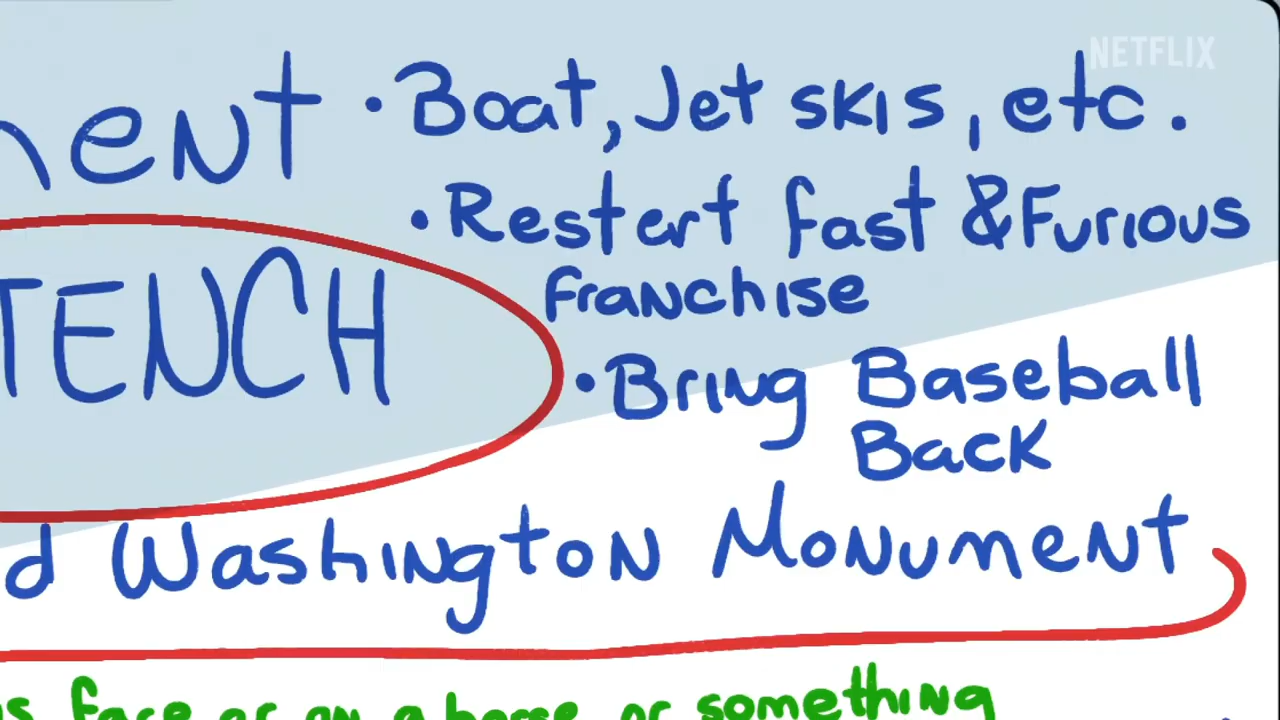 NETFLIX
• Boat, Jet skis, etc.
• Restert fast & Furious
franchise
TENCH
• Bring Baseball
Back
Washington Monument
face or on a horse or something